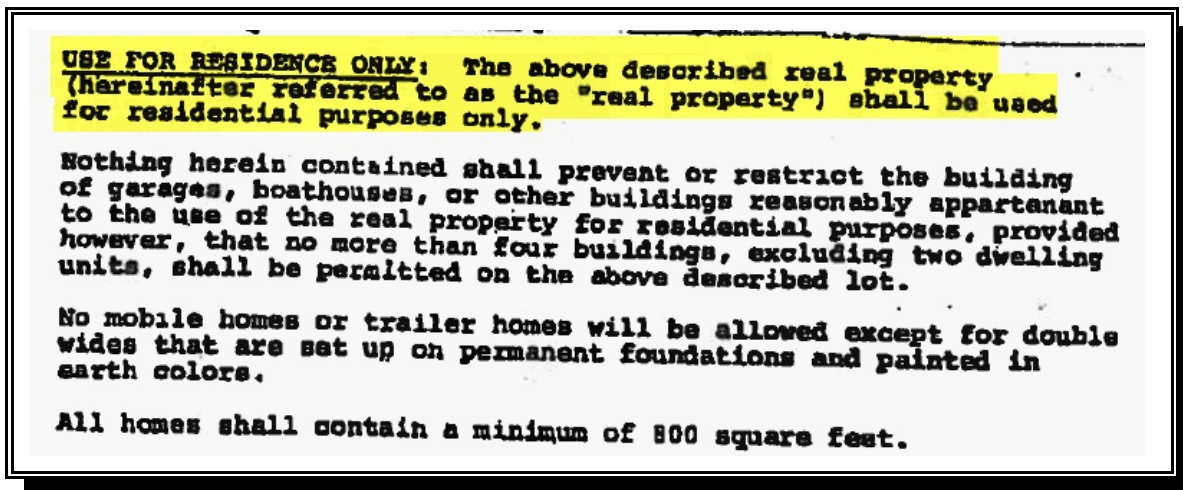 USE FOR RESIDENCE ONLY: The above described real property
(hereinafter referred to as the "real property") shall be used
for residential purposes only.
Nothing herein contained shall prevent or restrict the building
of garages, boathouses, or other buildings reasonably appartenant
to the use of the real property for residential purposes, provided
however, that no more than four buildings, excluding two dwelling
units, shall be permitted on the above described lot.
No mobile homes or trailer homes will be allowed except for double
wides that are set up on permanent foundations and painted in
earth colors.
All homes shall contain a minimum of 800 square feet.